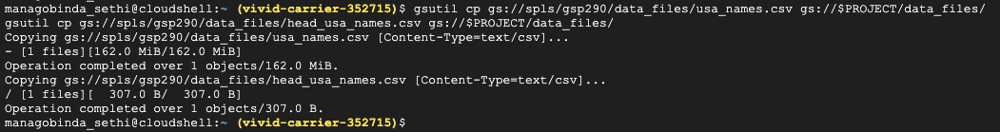 managobinda_sethi@cloudshell:~ (vivid-carrier-352715)$ gsutil cp gs://spls/gsp290/data_files/usa_names.csv gs://$PROJECT/data_files/
gsutil cp gs://spls/gsp290/data_files/head_usa_names.csv gs://$PROJECT/data_files/
Copying gs://spls/gsp290/data_files/usa_names.csv [Content-Type=text/csv]...
- [1 files][162.0 MiB/162.0 MiB]
Operation completed over 1 objects/162.0 MiB.
Copying gs://spls/gsp290/data_files/head_usa_names.csv [Content-Type=text/csv]...
/ [1 files][  307.0 B/  307.0 B]
Operation completed over 1 objects/307.0 B.
managobinda_sethi@cloudshell:~ (vivid-carrier-352715)$